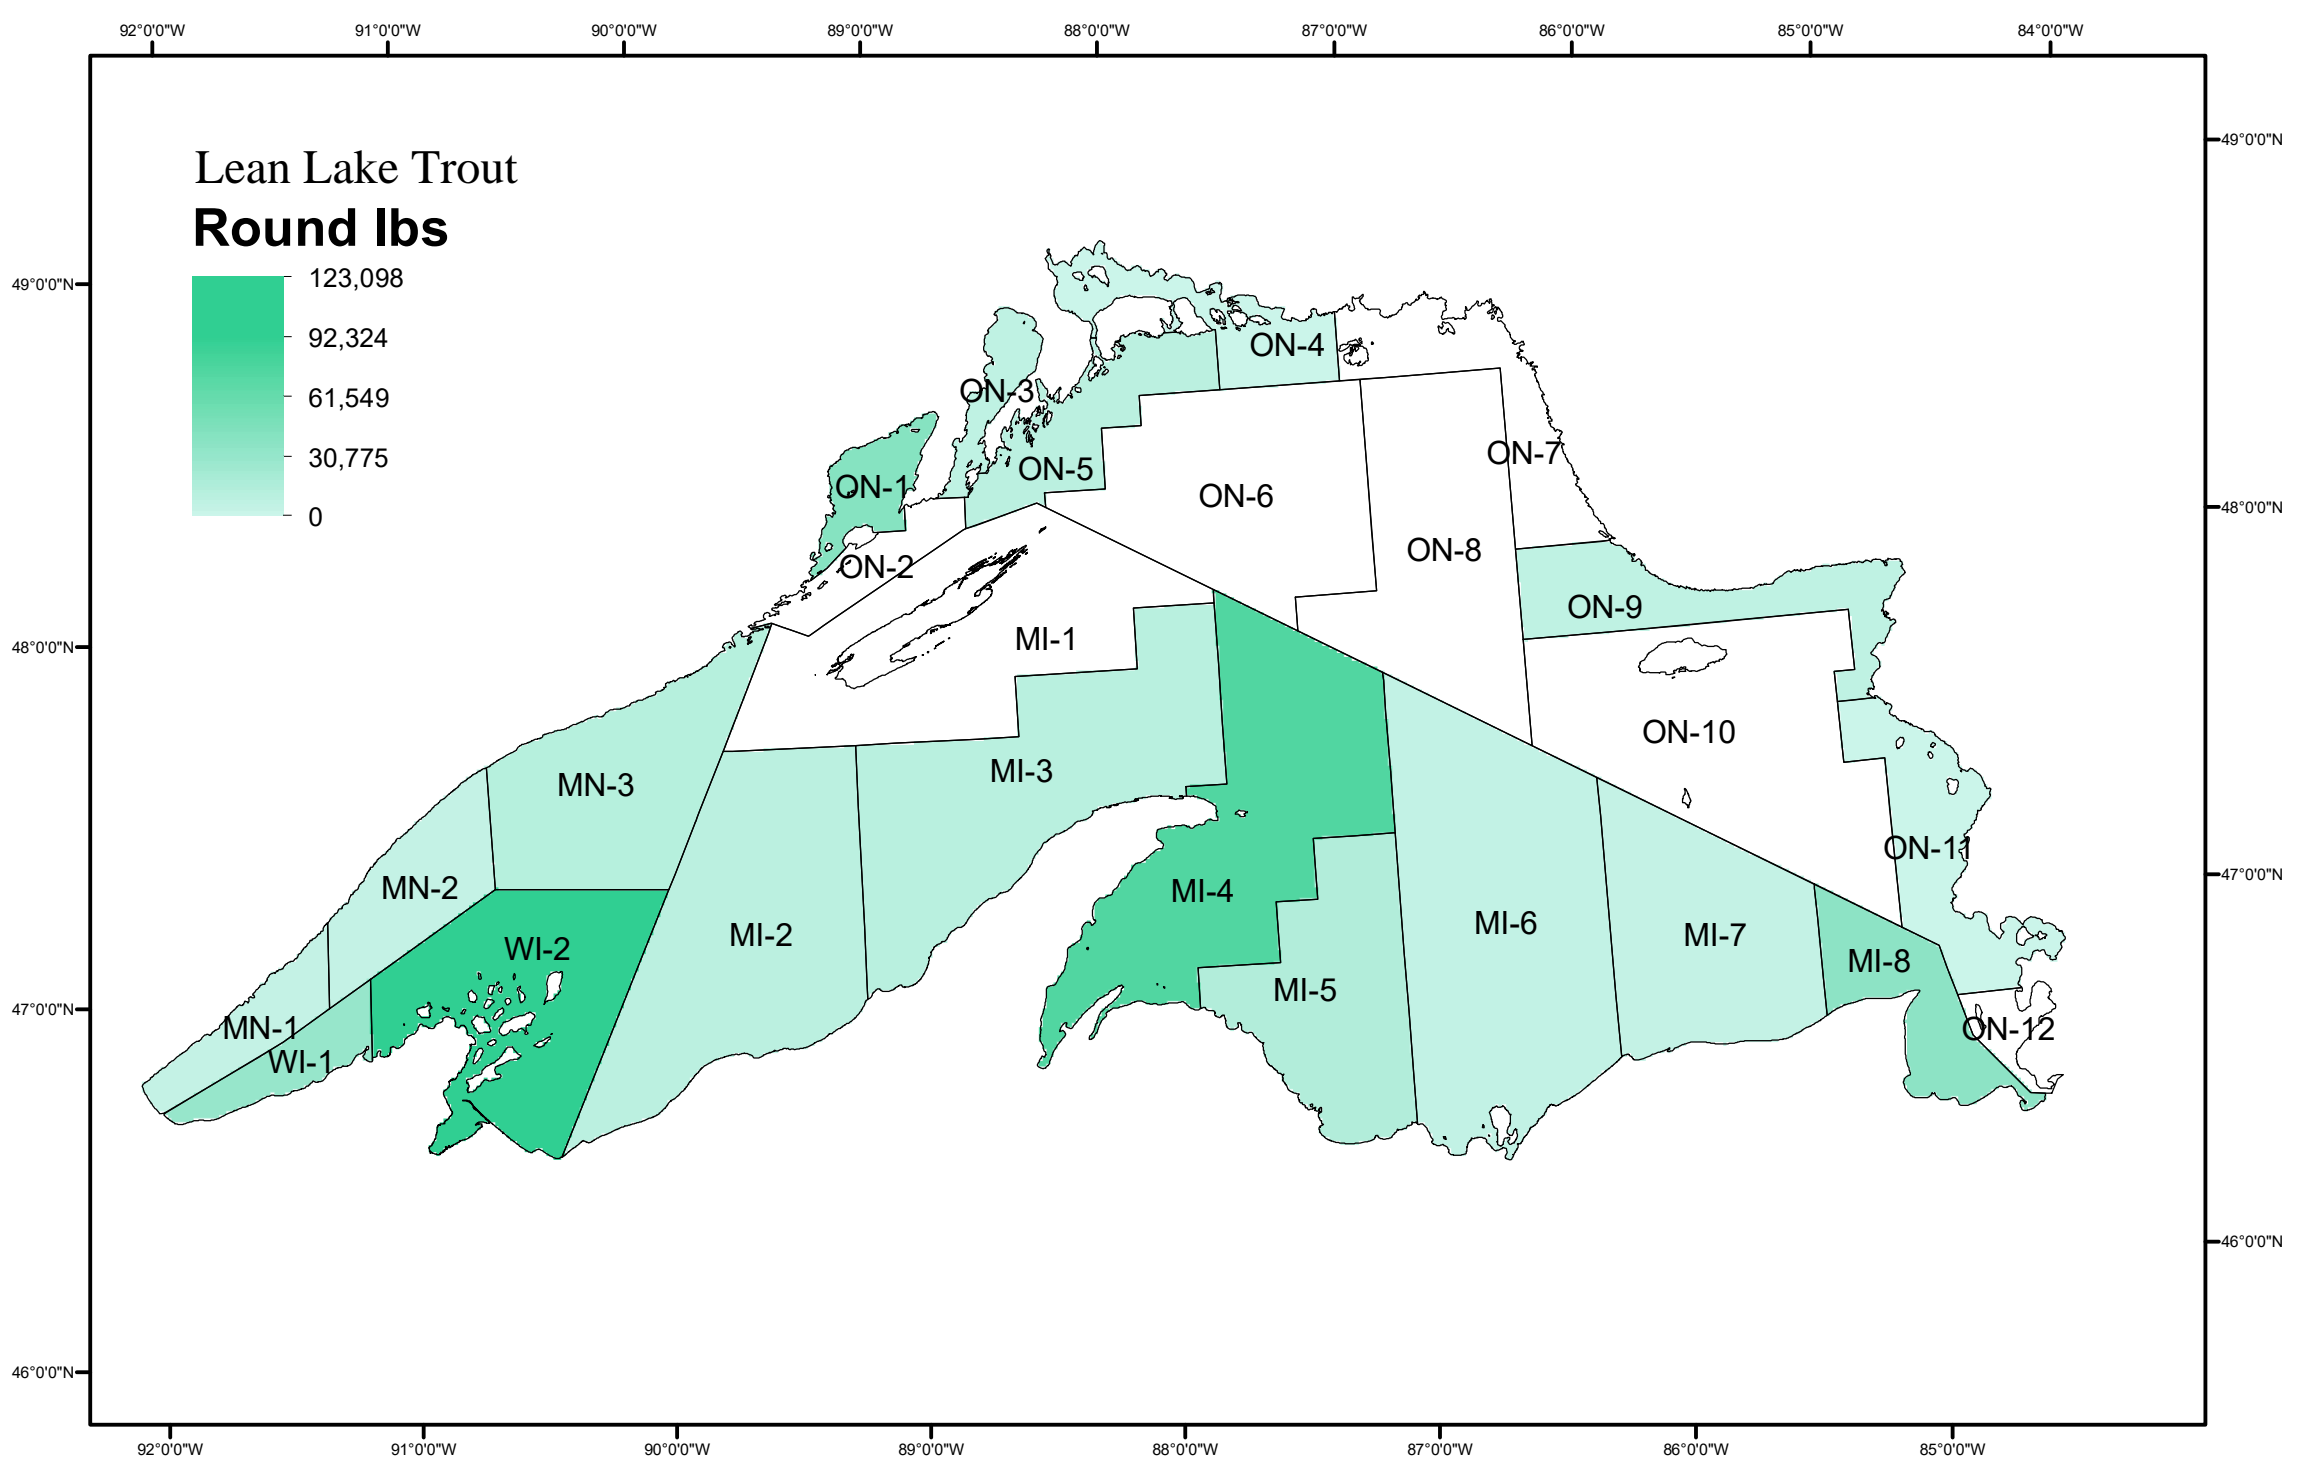 92°0'0"W 91°0'0"W 90°0'0"W 89°0'0"W 88°0'0"W 87°0'0"W 86°0'0"W 85°0'0"W 84°0'0"W
49°0'0"N
Lean Lake Trout
Round lbs
123,098
49°0'0"N
92,324
ON-4
ON-3
61,549
ON-7
30,775
ON-5
ON-1
ON-6
48°0'0"N
0
ON-8
ON-2
ON-9
MI-1
48°0'0"N
ON-10
MI-3
MN-3
ON-11
47°0'0"N
MN-2
MI-4
MI-6
MI-2
MI-7
WI-2
MI-8
MI-5
47°0'0"N
MN-1
ON-12
WI-1
46°0'0"N
46°0'0"N
92°0'0"W 91°0'0"W 90°0'0"W 89°0'0"W 88°0'0"W 87°0'0"W 86°0'0"W 85°0'0"W